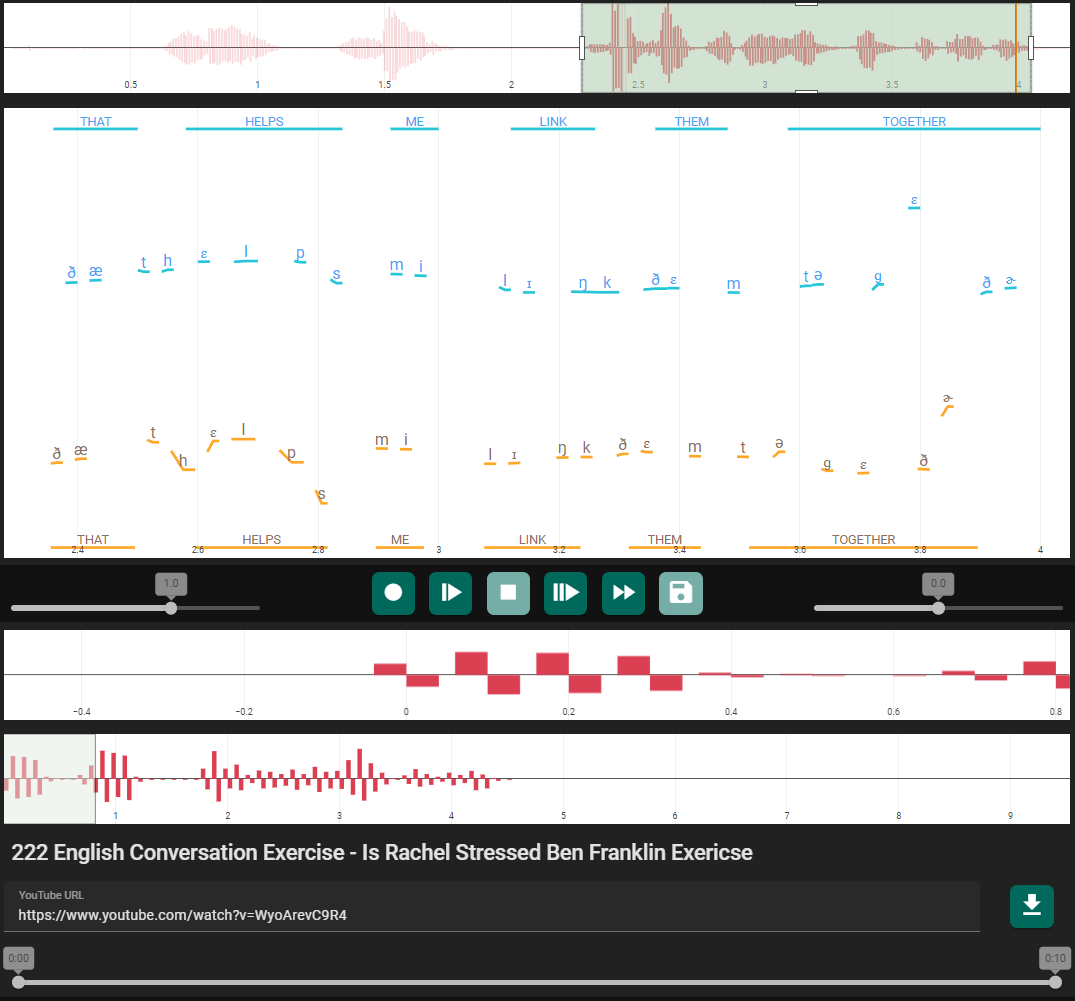 0.5 1 1.5 2 2.5 3 3.5 4
THAT HELPS ME LINK THEM TOGETHER
ɛ
ð æ t h ɛ l p s m i l ɪ ŋ k ð ɛ m t ə g ð ɚ
ð æ t h ɛ l p s m i l ɪ ŋ k ð ɛ m t ə g ɛ ð ɚ
THAT HELPS ME LINK THEM TOGETHER
2.4 2.6 2.8 3 3.2 3.4 3.6 3.8 4
1.0 0.0
−0.4 −0.2 0 0.2 0.4 0.6 0.8
1 2 3 4 5 6 7 8 9
222 English Conversation Exercise - Is Rachel Stressed Ben Franklin Exericse
YouTube URL
https://www.youtube.com/watch?v=WyoArevC9R4
0:00 0:10